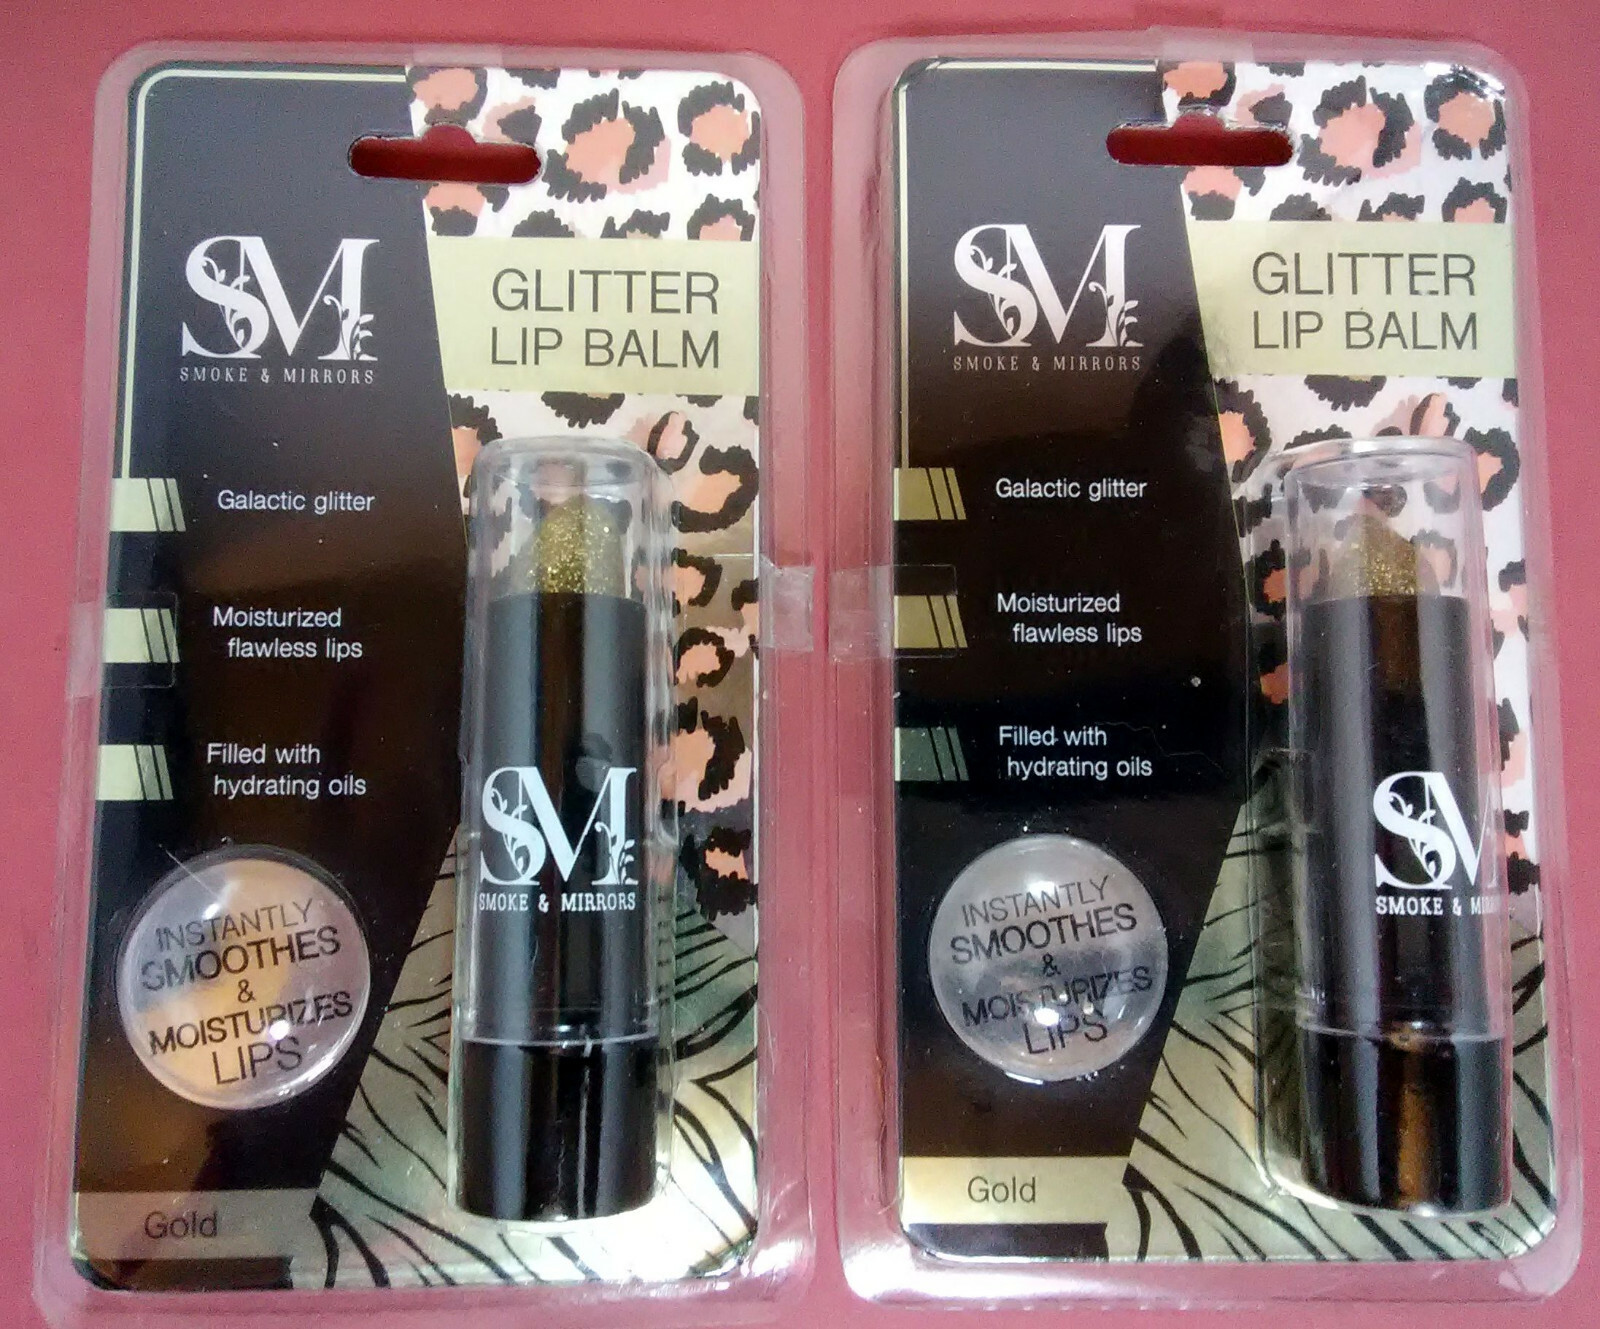 SM
SMOKE & MIRRORS
GLITTER
LIP BALM
Galactic glitter
Moisturized
flawless lips
Filled with
hydrating oils
INSTANTLY
SMOOTHES
&
MOISTURIZES
LIPS
Gold
SM
SMOKE & MIRRORS
SM
SMOKE & MIRRORS
GLITTER
LIP BALM
Galactic glitter
Moisturized
flawless lips
Filled with
hydrating oils
INSTANTLY
SMOOTHES
&
MOISTURIZES
LIPS
Gold
SM
SMOKE & MIR